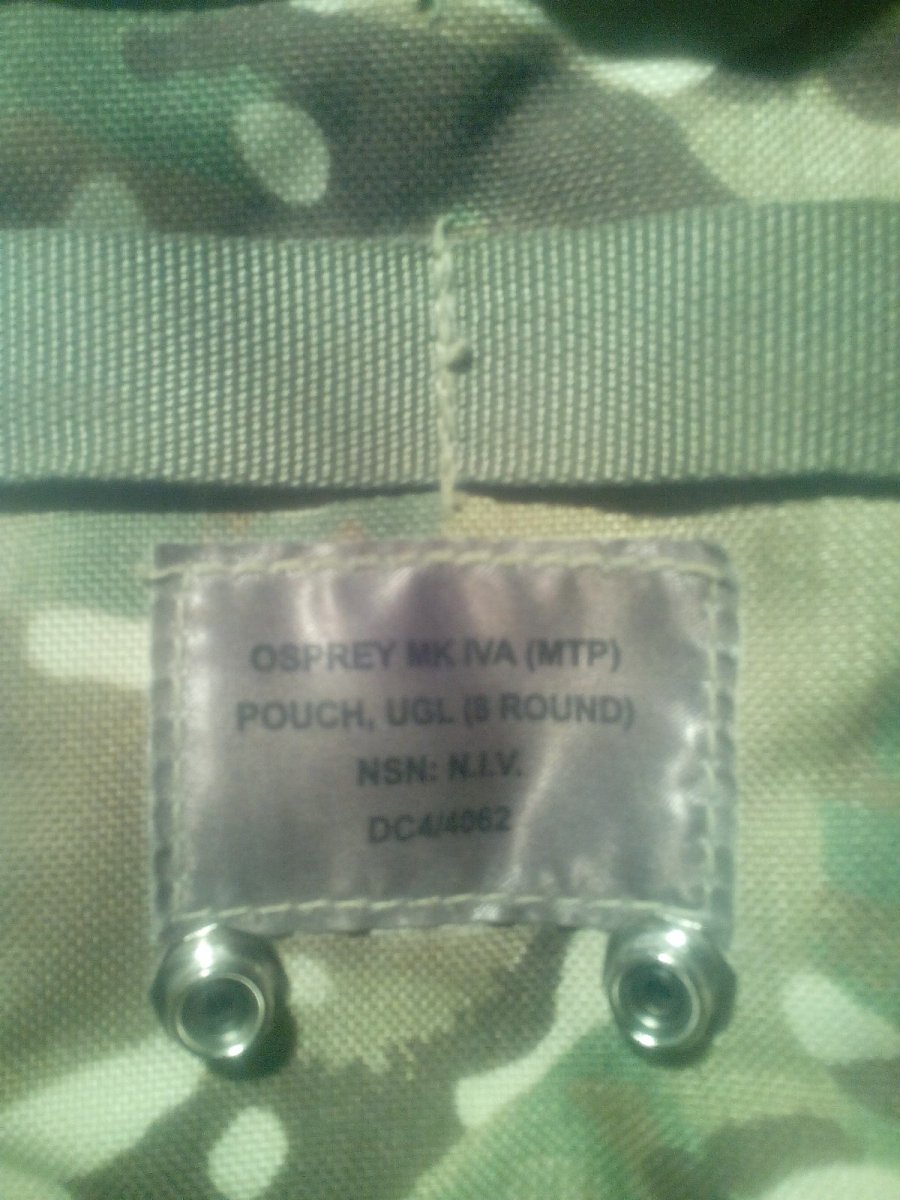 OSPREY MK IVA (MTP)
POUCH, UGL (8 ROUND)
NSN: N.I.V.
DC4/4062